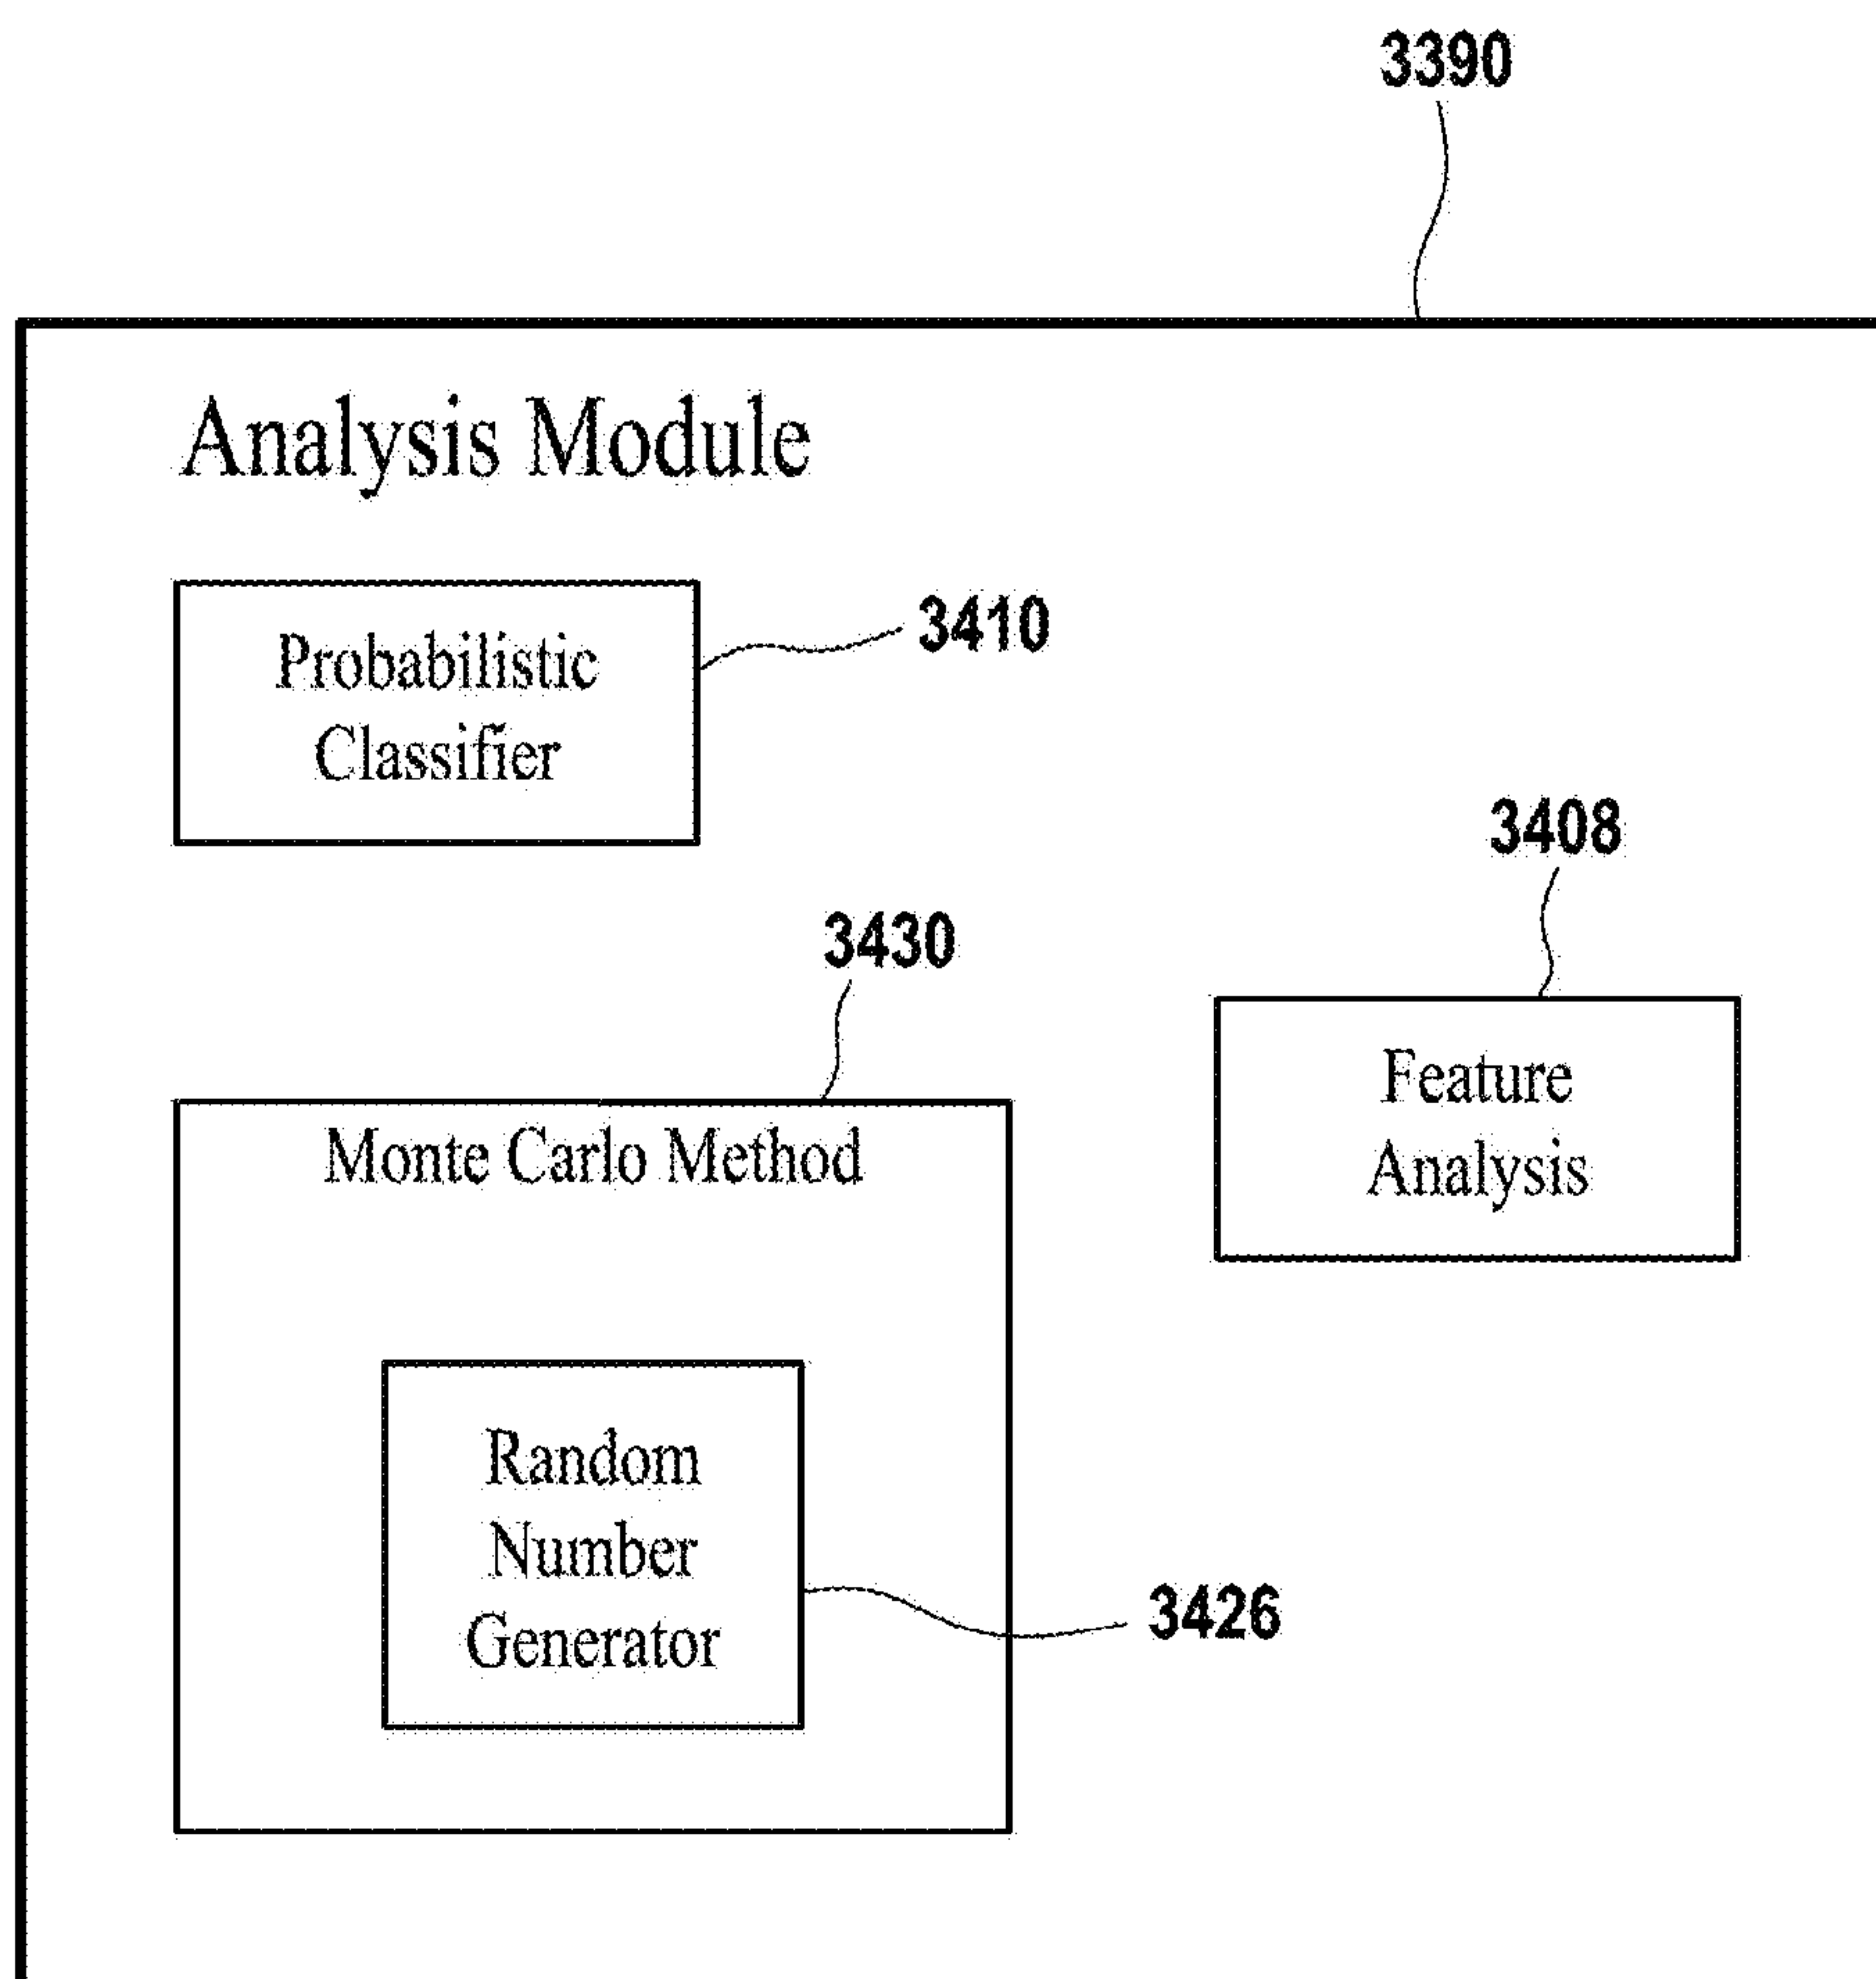 3390
Analysis Module
Probabilistic
Classifier
3410
3408
3430
Feature
Analysis
Monte Carlo Method
Random
Number
Generator
3426